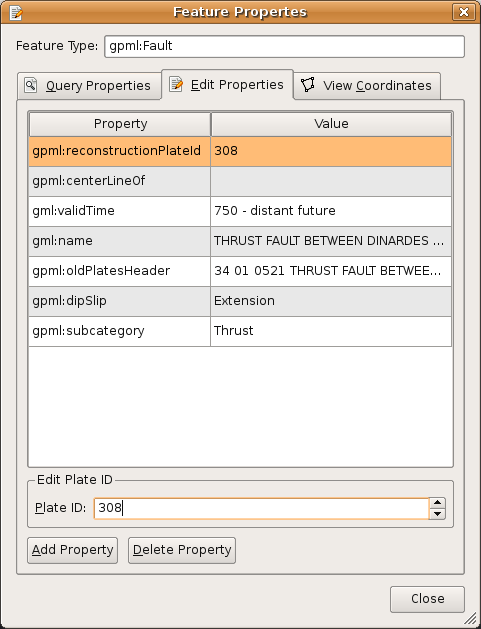 Feature Propertes
Feature Type: gpml:Fault
Query Properties Edit Properties View Coordinates
Property Value
gpml:reconstructionPlateId 308
gpml:centerLineOf
gml:validTime 750 - distant future
gml:name THRUST FAULT BETWEEN DINARDES ...
gpml:oldPlatesHeader 34 01 0521 THRUST FAULT BETWEE...
gpml:dipSlip Extension
gpml:subcategory Thrust
Edit Plate ID
Plate ID: 308
Add Property Delete Property
Close